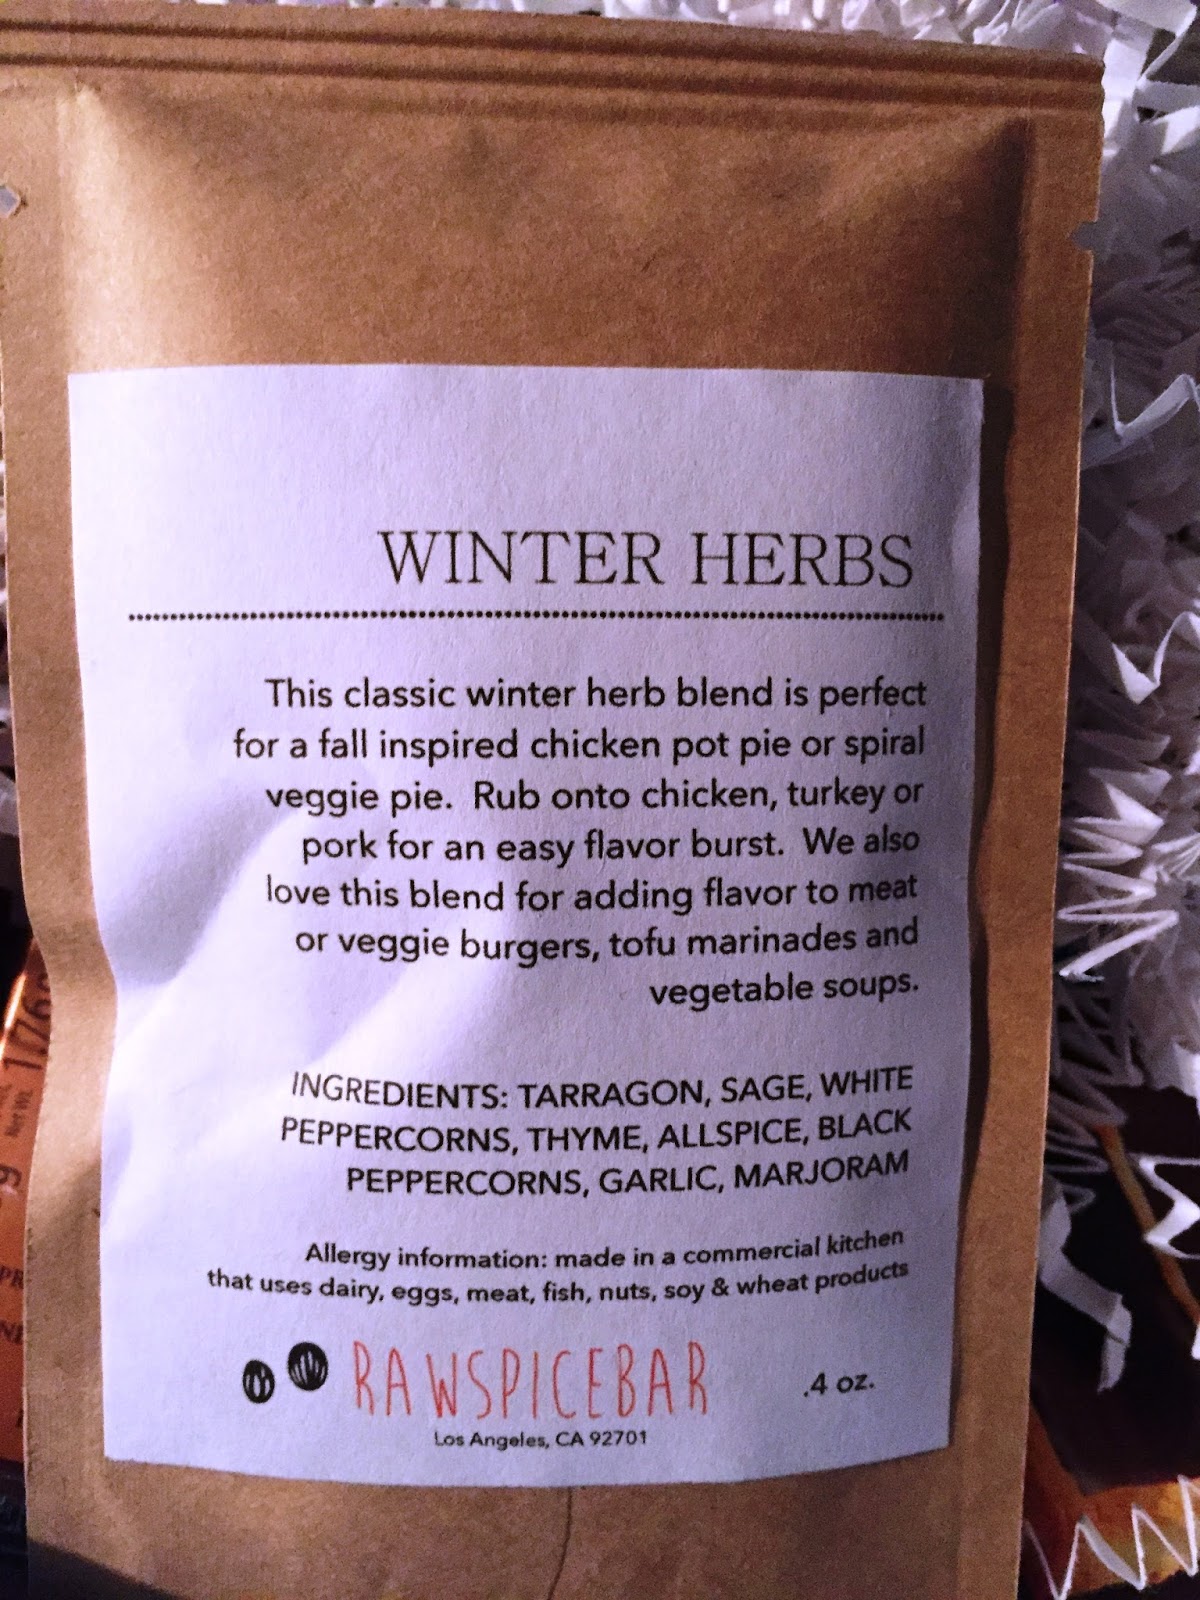 WINTER HERBS
This classic winter herb blend is perfect
for a fall inspired chicken pot pie or spiral
veggie pie. Rub onto chicken, turkey or
pork for an easy flavor burst. We also
love this blend for adding flavor to meat
or veggie burgers, tofu marinades and
vegetable soups.
INGREDIENTS: TARRAGON, SAGE, WHITE
PEPPERCORNS, THYME, ALLSPICE, BLACK
PEPPERCORNS, GARLIC, MARJORAM
Allergy information: made in a commercial kitchen
that uses dairy, eggs, meat, fish, nuts, soy & wheat products
RAWSPICEBAR
.4 oz.
Los Angeles, CA 92701